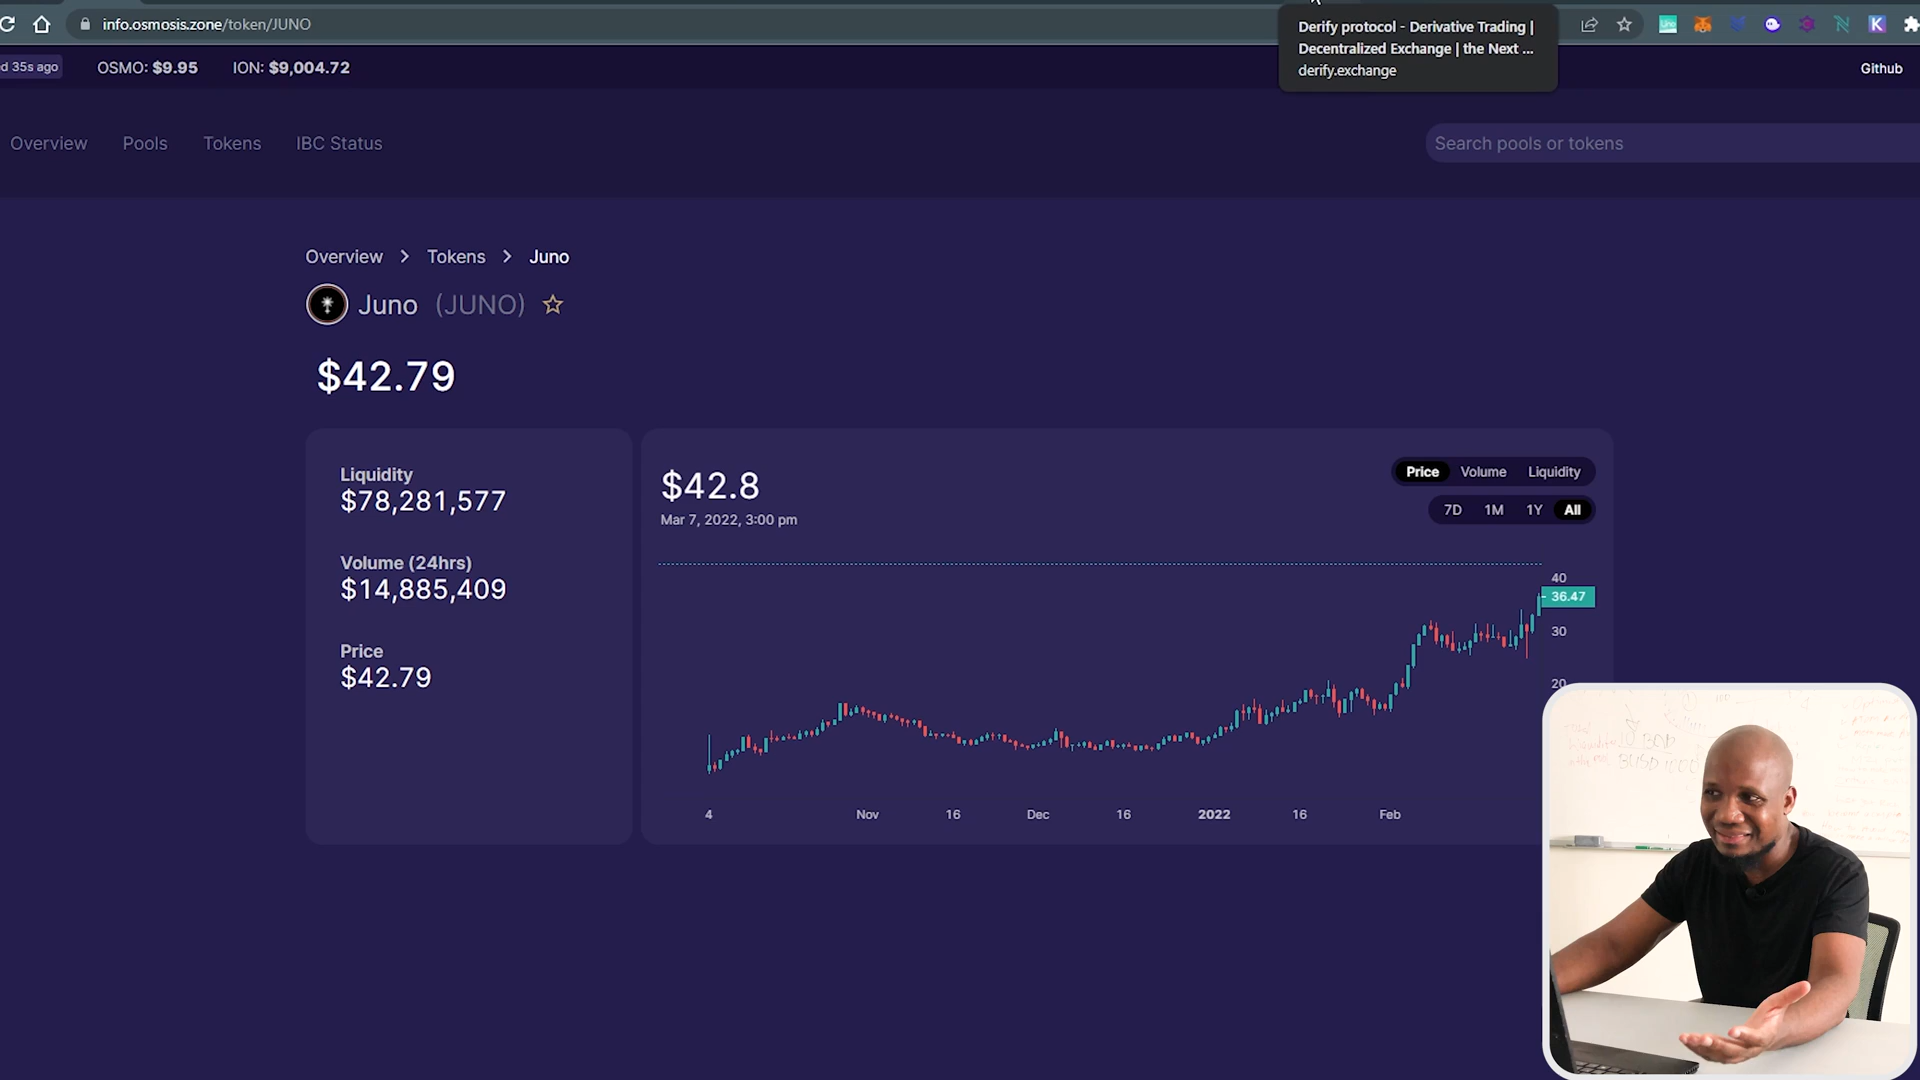 info.osmosis.zone/token/JUNO
Derify protocol - Derivative Trading |
Decentralized Exchange | the Next ...
derify.exchange
d 35s ago
OSMO: $9.95
ION: $9,004.72
Github
Overview
Pools
Tokens
IBC Status
Search pools or tokens
Overview > Tokens > Juno
Juno (JUNO)
$42.79
Liquidity
$78,281,577
Volume (24hrs)
$14,885,409
Price
$42.79
$42.8
Mar 7, 2022, 3:00 pm
Price Volume Liquidity
7D 1M 1Y All
40
36.47
30
20
4 Nov 16 Dec 16 2022 16 Feb
K